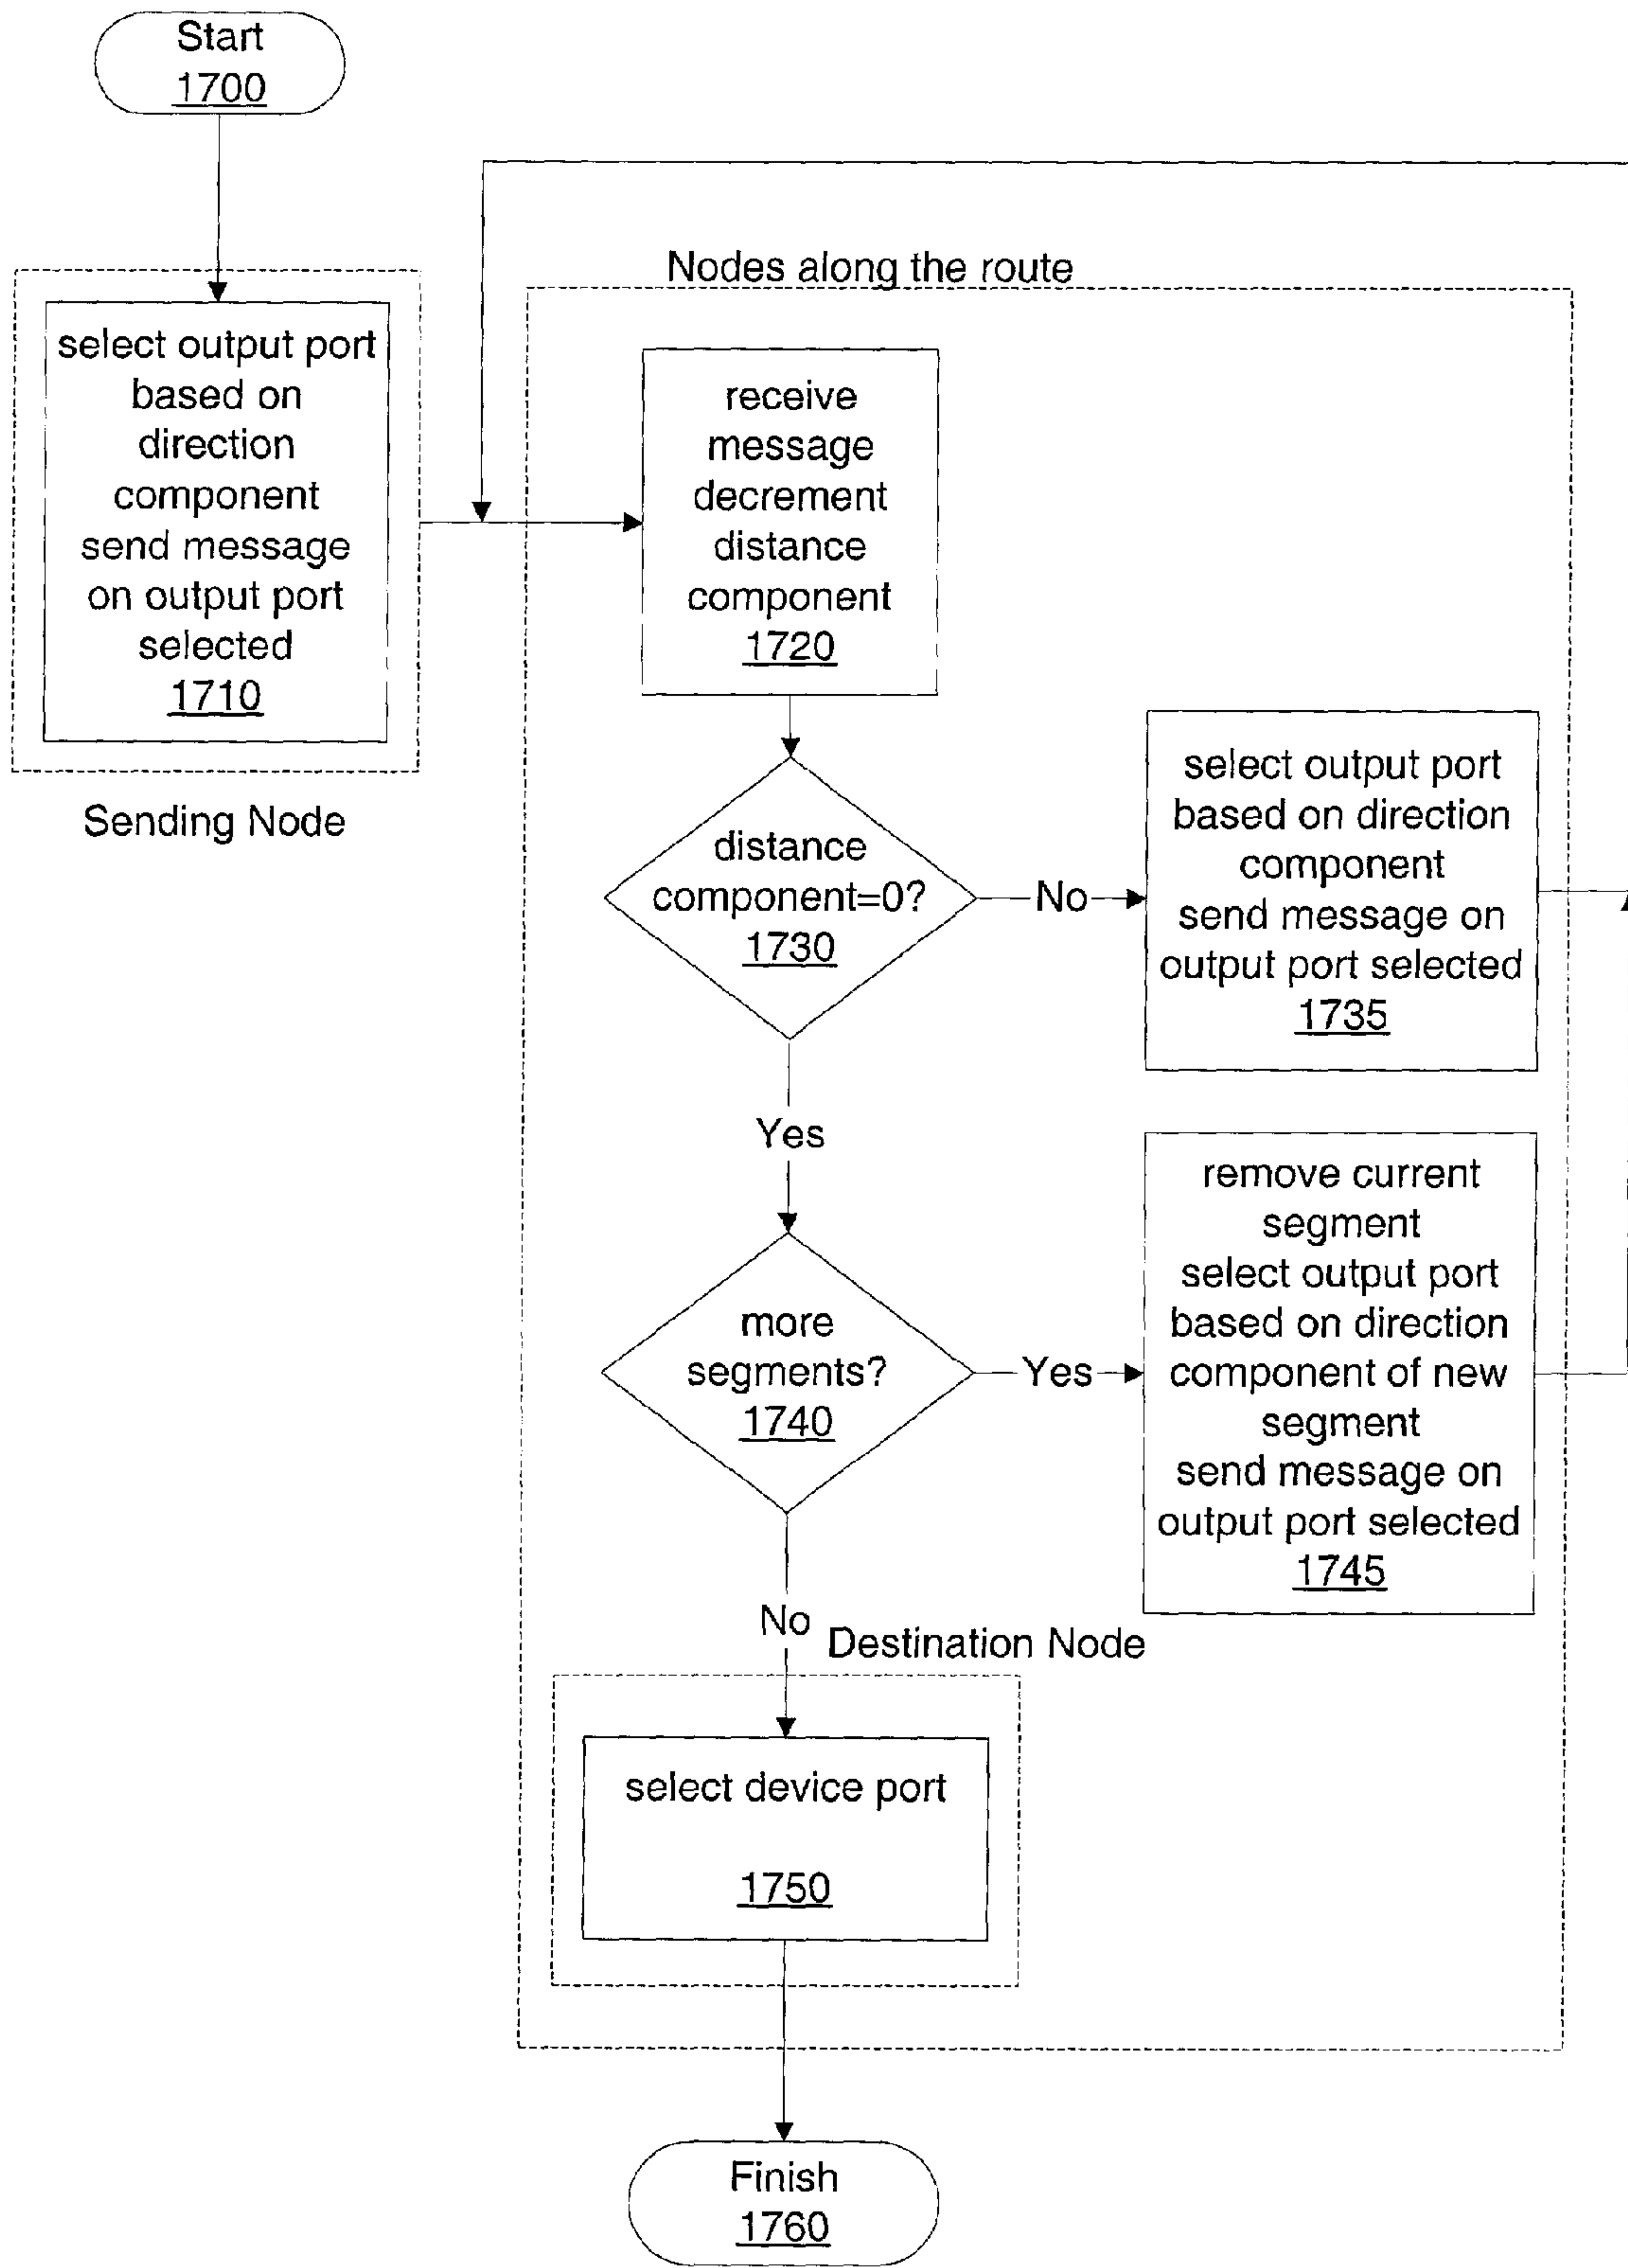 Start
1700
Nodes along the route
select output port
based on
direction
component
send message
on output port
selected
1710
Sending Node
receive
message
decrement
distance
component
1720
distance
component=0?
1730
No
select output port
based on direction
component
send message on
output port selected
1735
Yes
more
segments?
1740
Yes
remove current
segment
select output port
based on direction
component of new
segment
send message on
output port selected
1745
No
Destination Node
select device port
1750
Finish
1760